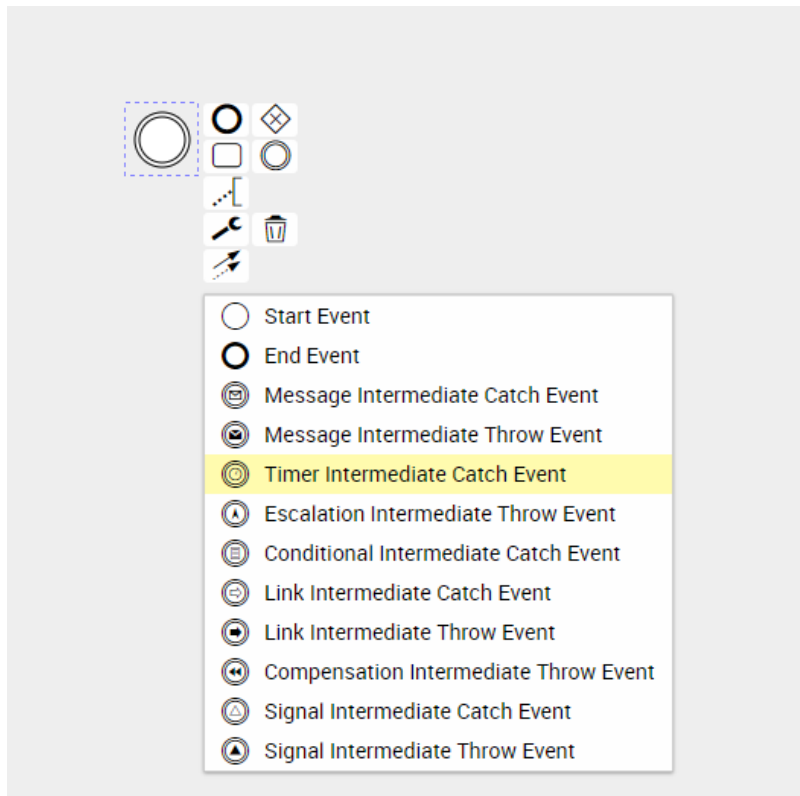 Start Event
End Event
Message Intermediate Catch Event
Message Intermediate Throw Event
Timer Intermediate Catch Event
Escalation Intermediate Throw Event
Conditional Intermediate Catch Event
Link Intermediate Catch Event
Link Intermediate Throw Event
Compensation Intermediate Throw Event
Signal Intermediate Catch Event
Signal Intermediate Throw Event